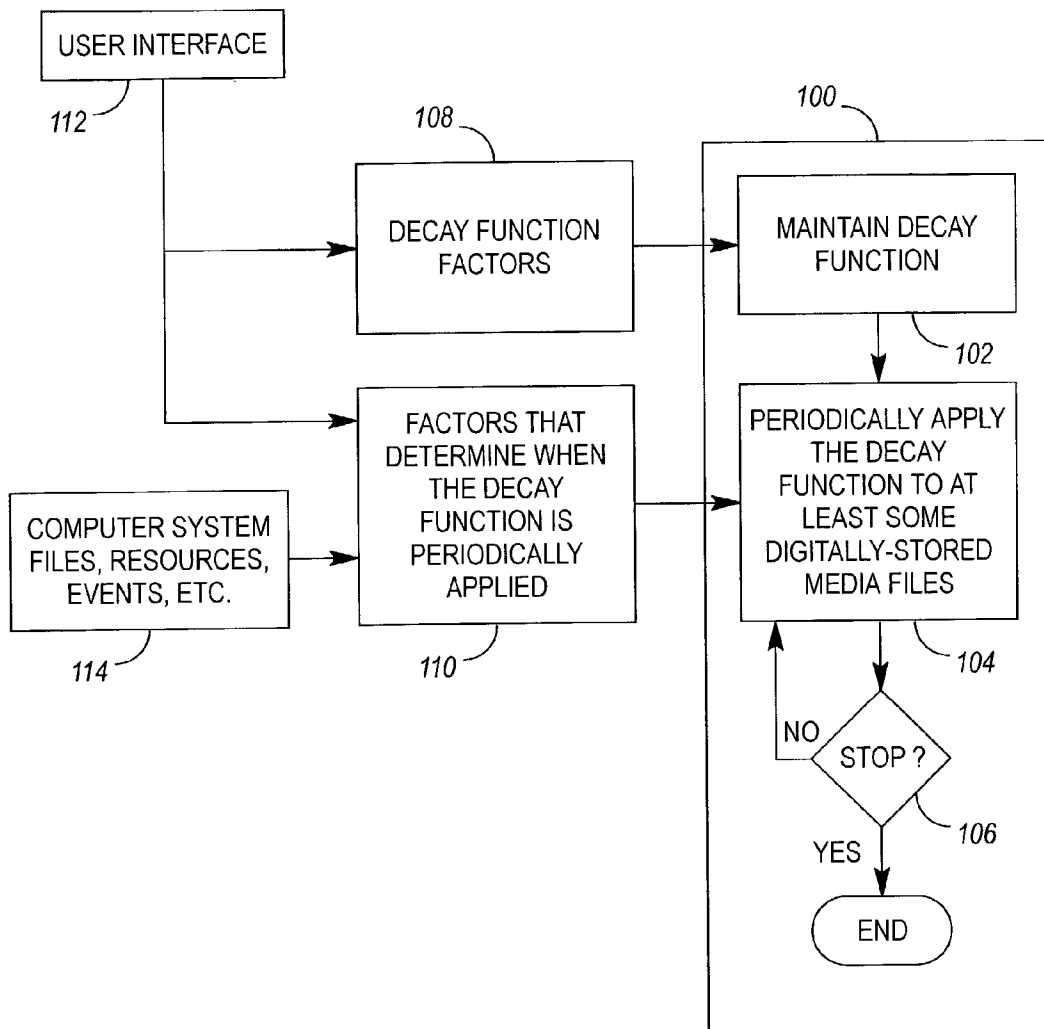 USER INTERFACE
112
108
100
DECAY FUNCTION
FACTORS
MAINTAIN DECAY
FUNCTION
102
FACTORS THAT
DETERMINE WHEN
THE DECAY
FUNCTION IS
PERIODICALLY
APPLIED
110
PERIODICALLY APPLY
THE DECAY
FUNCTION TO AT
LEAST SOME
DIGITALLY-STORED
MEDIA FILES
104
COMPUTER SYSTEM
FILES, RESOURCES,
EVENTS, ETC.
114
NO
STOP ?
106
YES
END